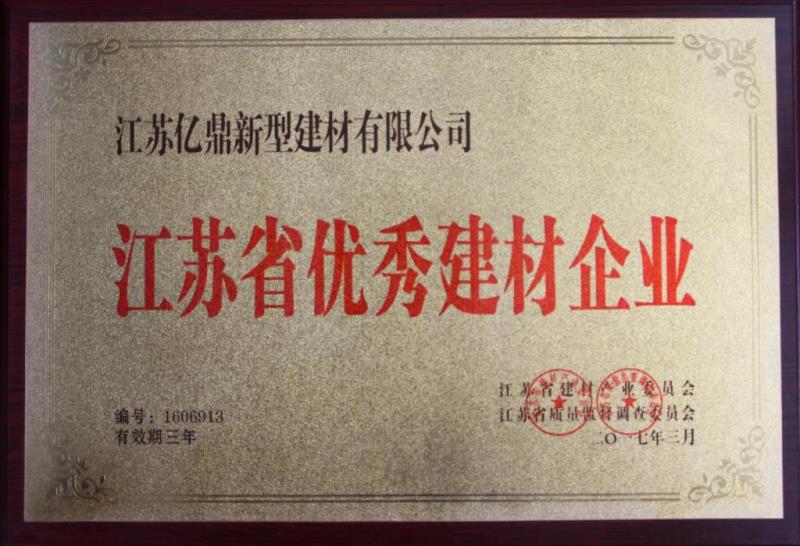 江苏亿鼎新型建材有限公司
江苏省优秀建材企业
编号：1606913
有效期三年
江苏省建材产业委员会
江苏省质量监督调查委员会
二〇一七年三月